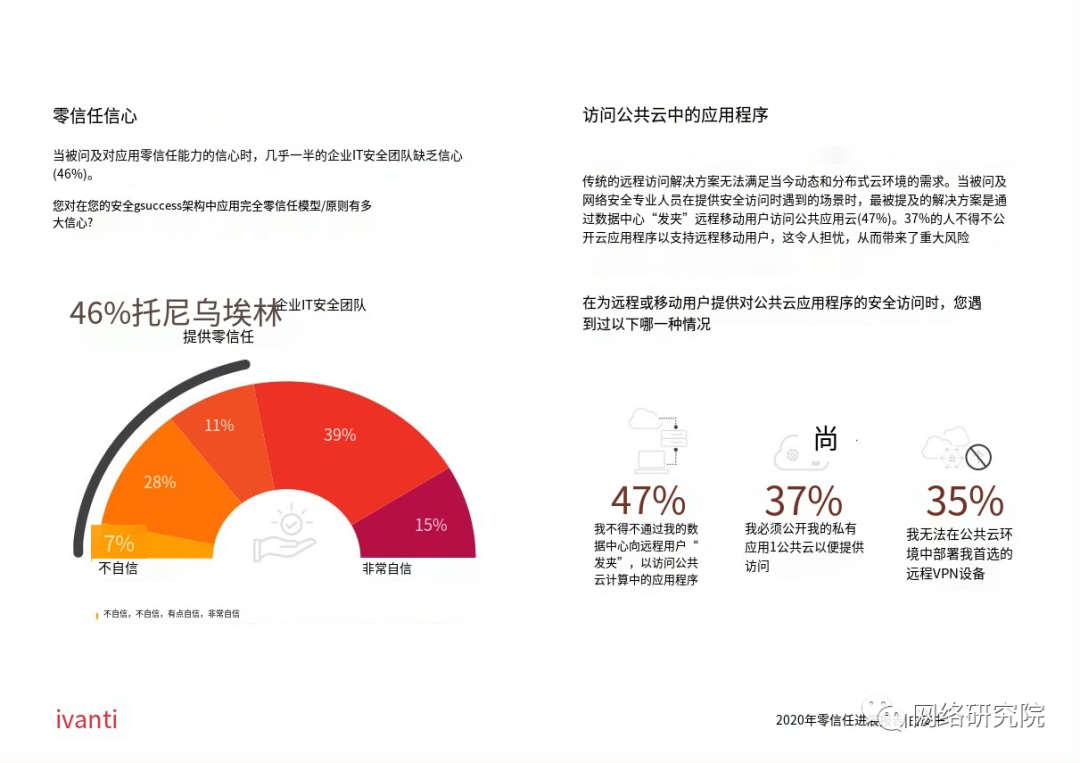 零信任信心
当被问及对应用零信任能力的信心时，几乎一半的企业IT安全团队缺乏信心
(46%)。
您对在您的安全gsuccess架构中应用完全零信任模型/原则有多
大信心?
46%托尼乌埃林
企业IT安全团队
提供零信任
11%
39%
28%
15%
7%
不自信
非常自信
不自信，不自信，有点自信，非常自信
访问公共云中的应用程序
传统的远程访问解决方案无法满足当今动态和分布式云环境的需求。当被问及
网络安全专业人员在提供安全访问时遇到的场景时，最被提及的解决方案是通
过数据中心“发夹”远程移动用户访问公共应用云(47%)。37%的人不得不公
开云应用程序以支持远程移动用户，这令人担忧，从而带来了重大风险
在为远程或移动用户提供对公共云应用程序的安全访问时，您遇
到过以下哪一种情况
尚
47%
我不得不通过我的数
据中心向远程用户“
发夹”，以访问公共
云计算中的应用程序
37%
我必须公开我的私有
应用1公共云以便提供
访问
35%
我无法在公共云环
境中部署我首选的
远程VPN设备
ivanti
2020年零信任进展
网络研究院